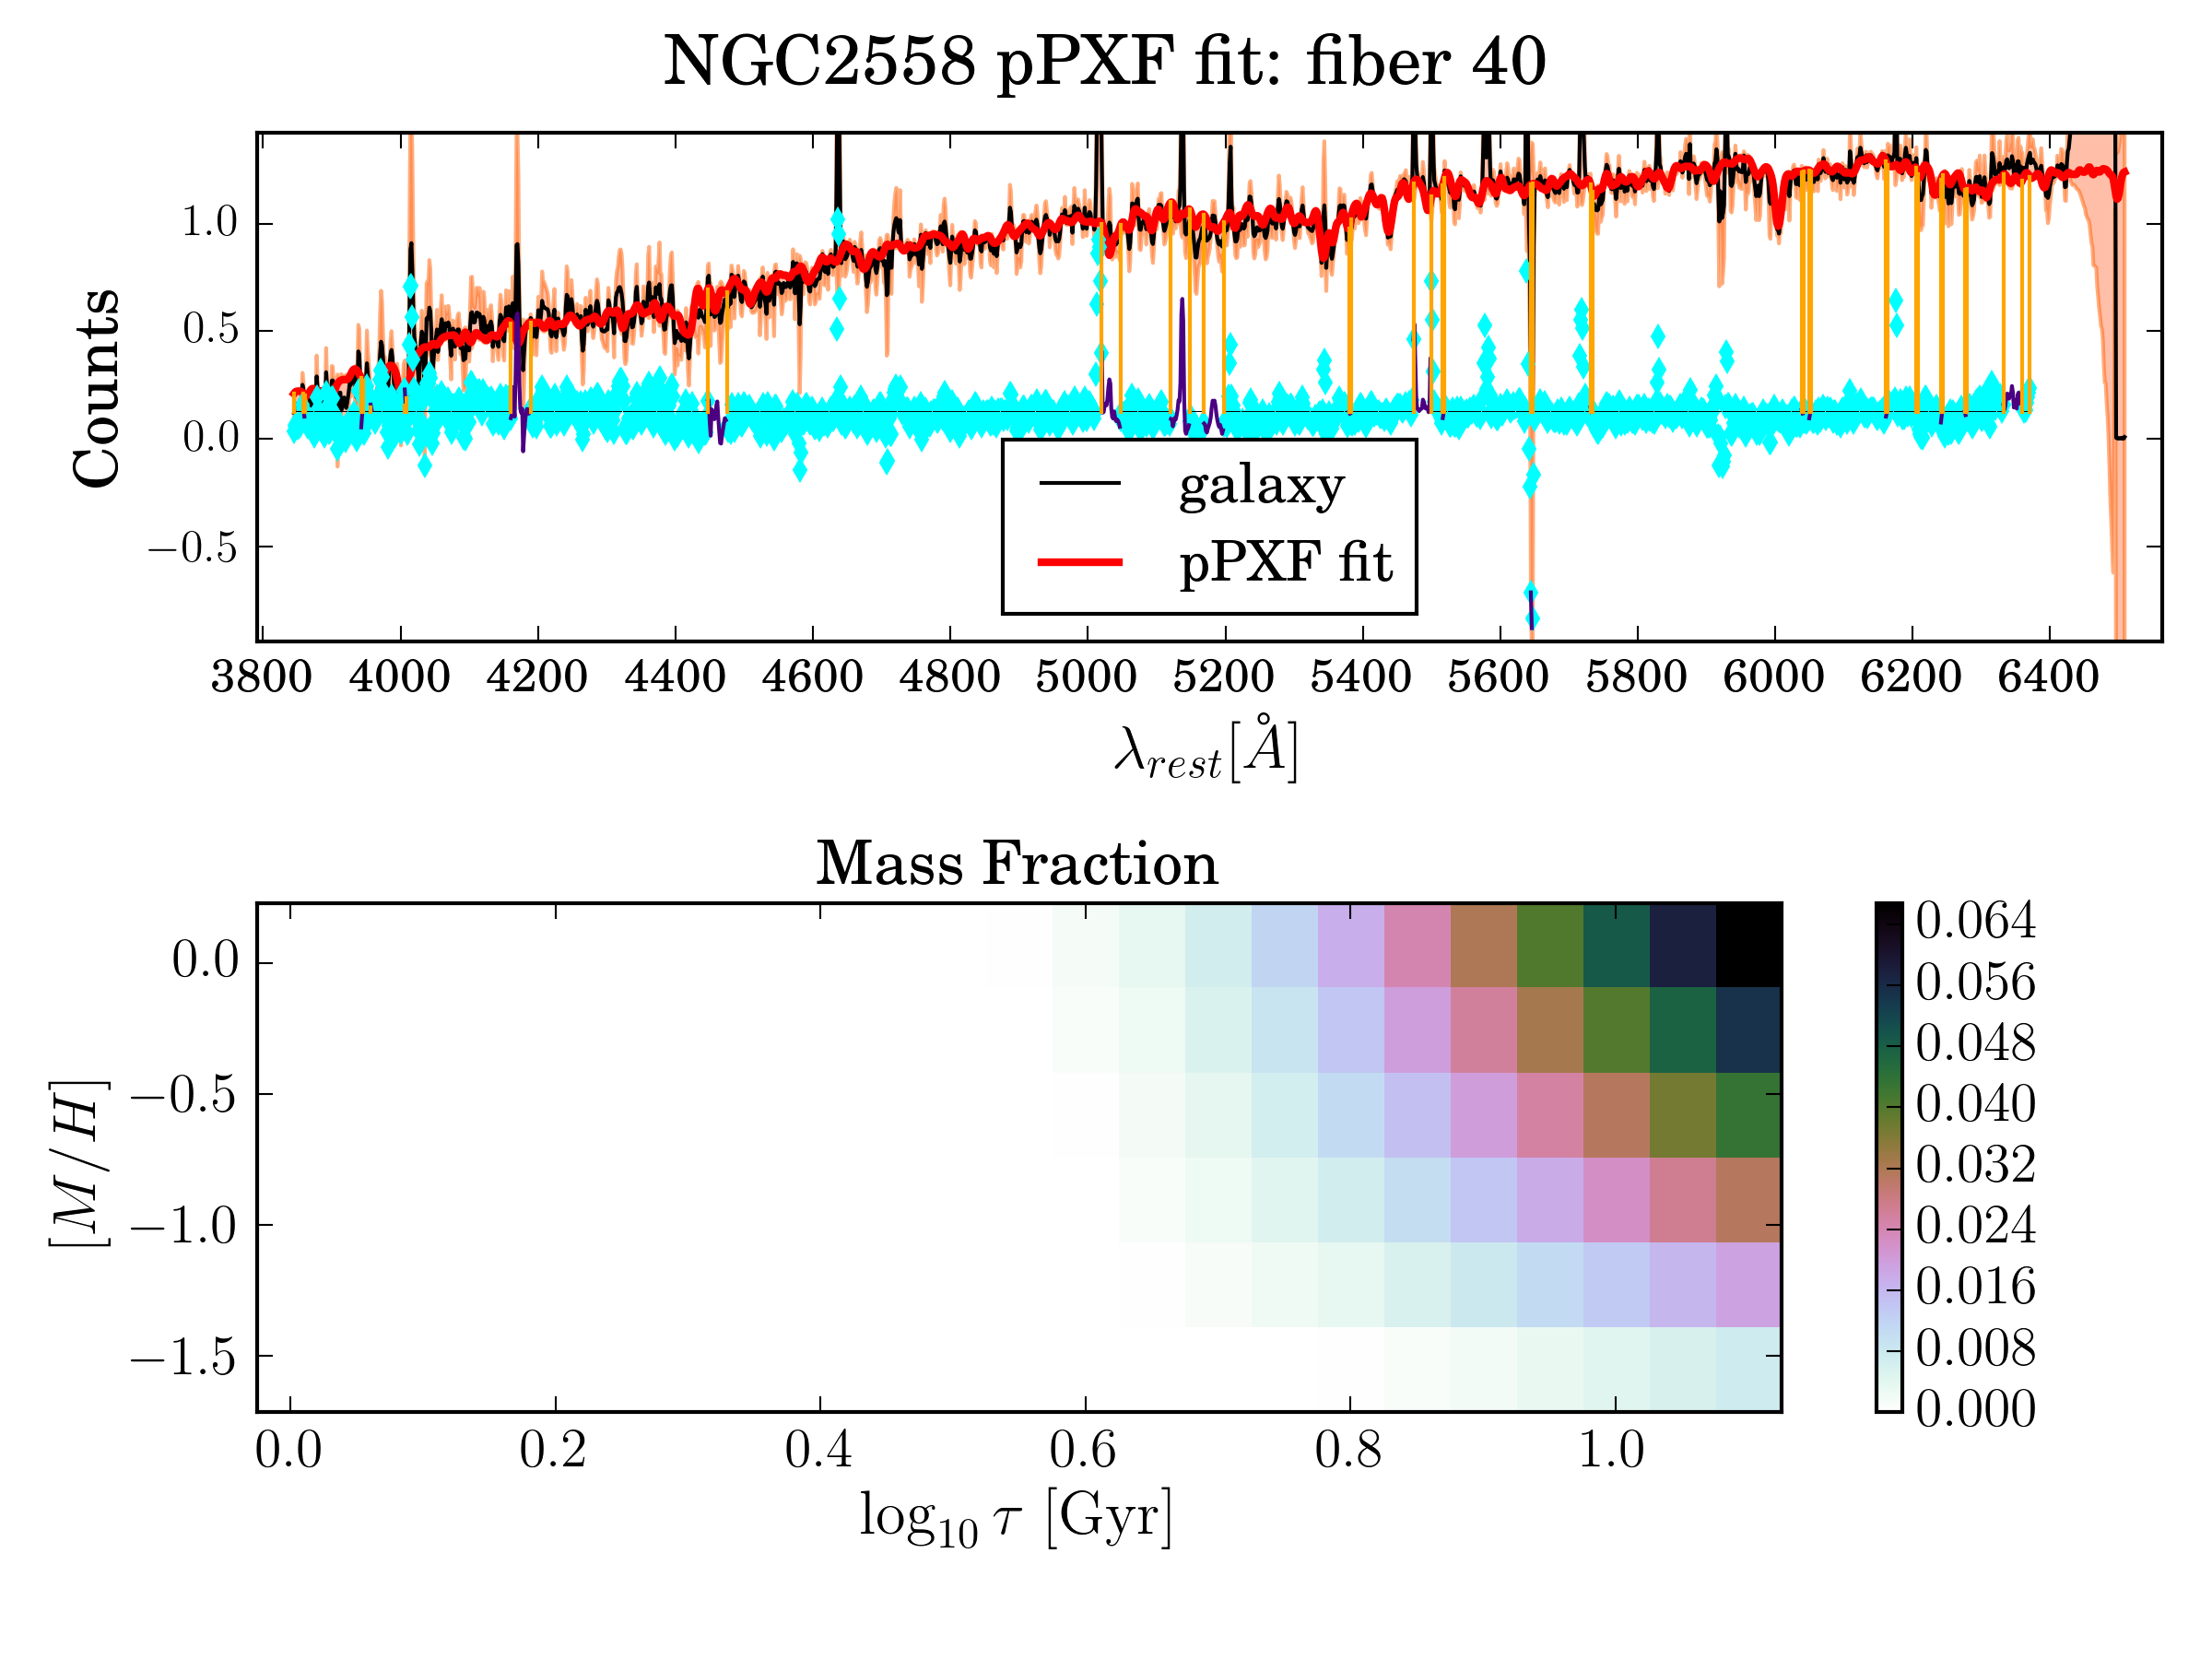 NGC2558 pPXF fit: fiber 40
Counts
1.0
0.5
0.0
−0.5
galaxy
pPXF fit
3800 4000 4200 4400 4600 4800 5000 5200 5400 5600 5800 6000 6200 6400
λrest[Å]
Mass Fraction
[M/H]
0.0
−0.5
−1.0
−1.5
0.0 0.2 0.4 0.6 0.8 1.0
log10 τ [Gyr]
0.064
0.056
0.048
0.040
0.032
0.024
0.016
0.008
0.000